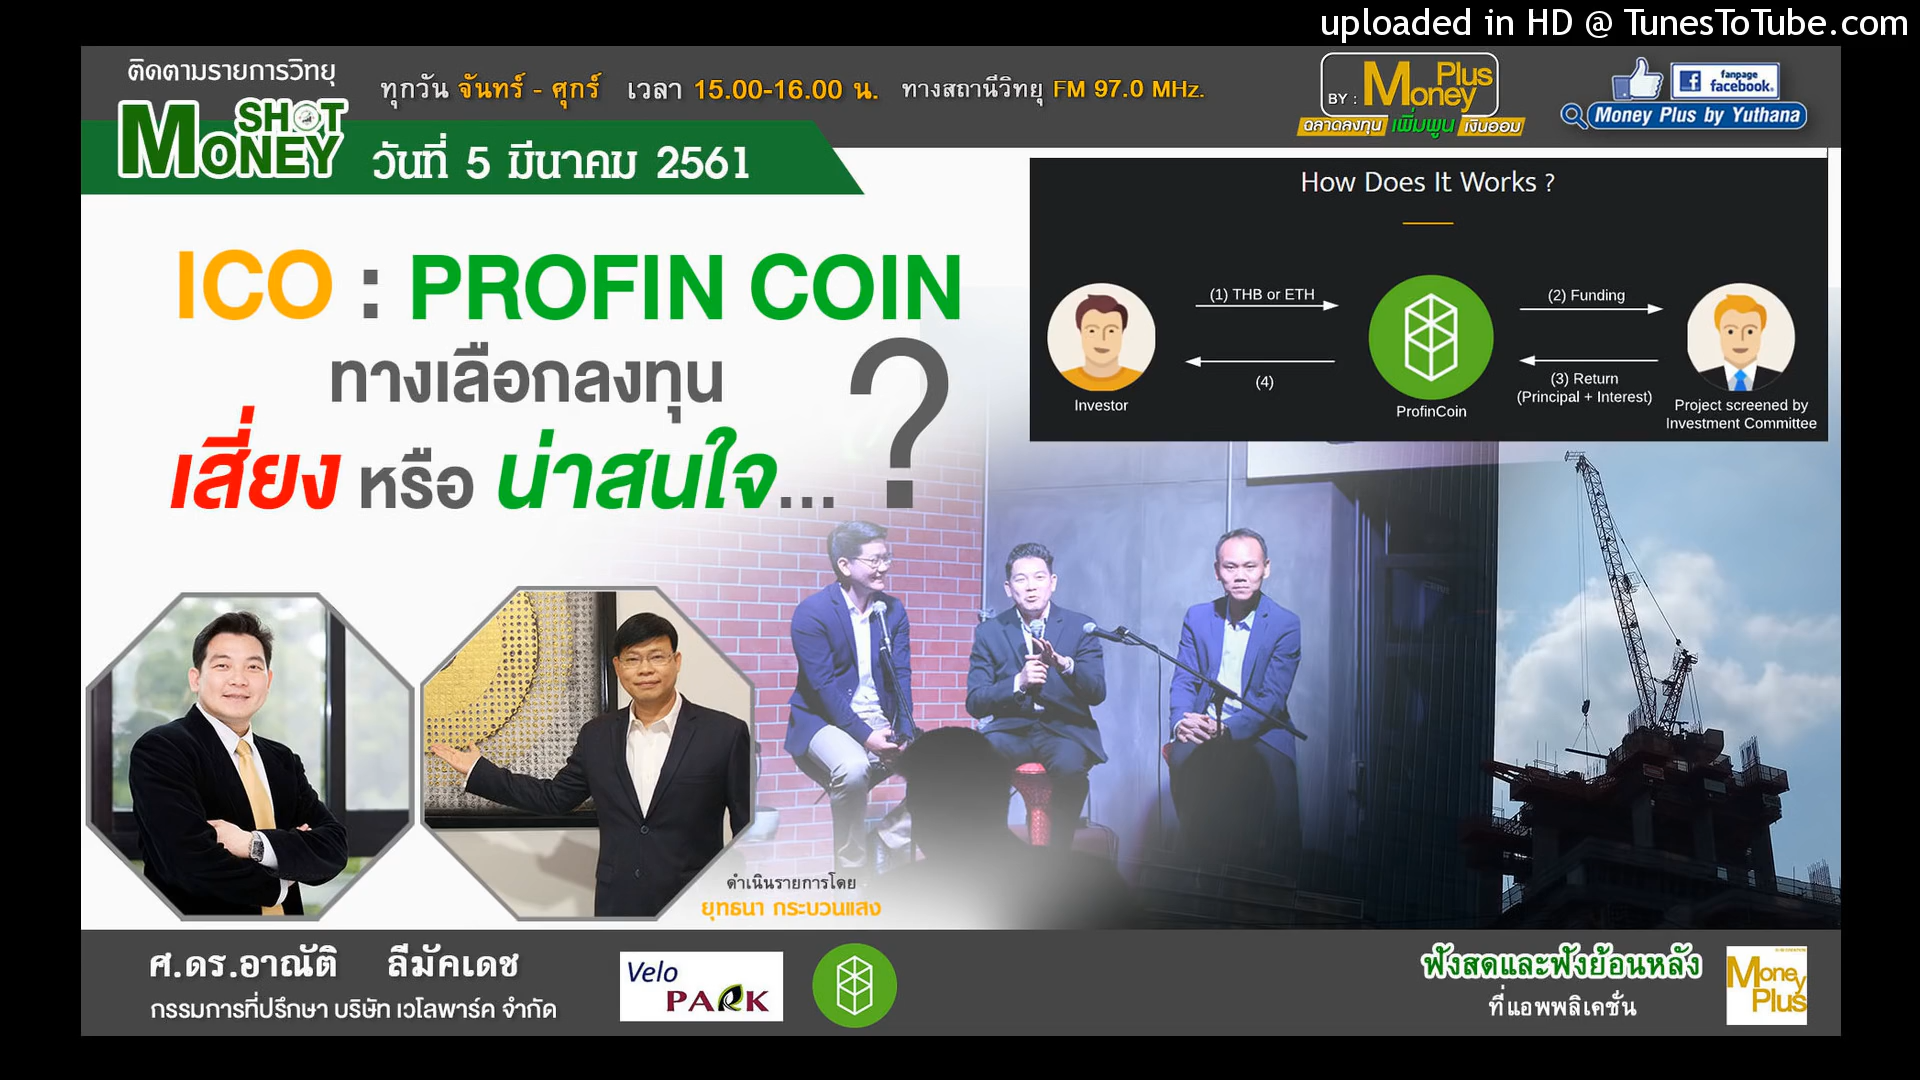 uploaded in HD @ TunesToTube.com
ติดตามรายการวิทยุ
MONEY SHOT
ทุกวัน จันทร์ - ศุกร์ เวลา 15.00-16.00 น. ทางสถานีวิทยุ FM 97.0 MHz.
BY : Money Plus
ฉลาดลงทุน เพิ่มพูน เงินออม
fanpage
facebook.
Money Plus by Yuthana
วันที่ 5 มีนาคม 2561
ICO : PROFIN COIN
ทางเลือกลงทุน
เสี่ยง หรือ น่าสนใจ... ?
How Does It Works ?
(1) THB or ETH
(2) Funding
(4)
(3) Return
(Principal + Interest)
Investor
ProfinCoin
Project screened by
Investment Committee
ดำเนินรายการโดย
ยุทธนา กระบวนแสง
ศ.ดร.อาณัติ ลีมัคเดช
กรรมการที่ปรึกษา บริษัท เวโลพาร์ค จำกัด
Velo
PARK
ฟังสดและฟังย้อนหลัง
ที่แอพพลิเคชั่น
Money
Plus